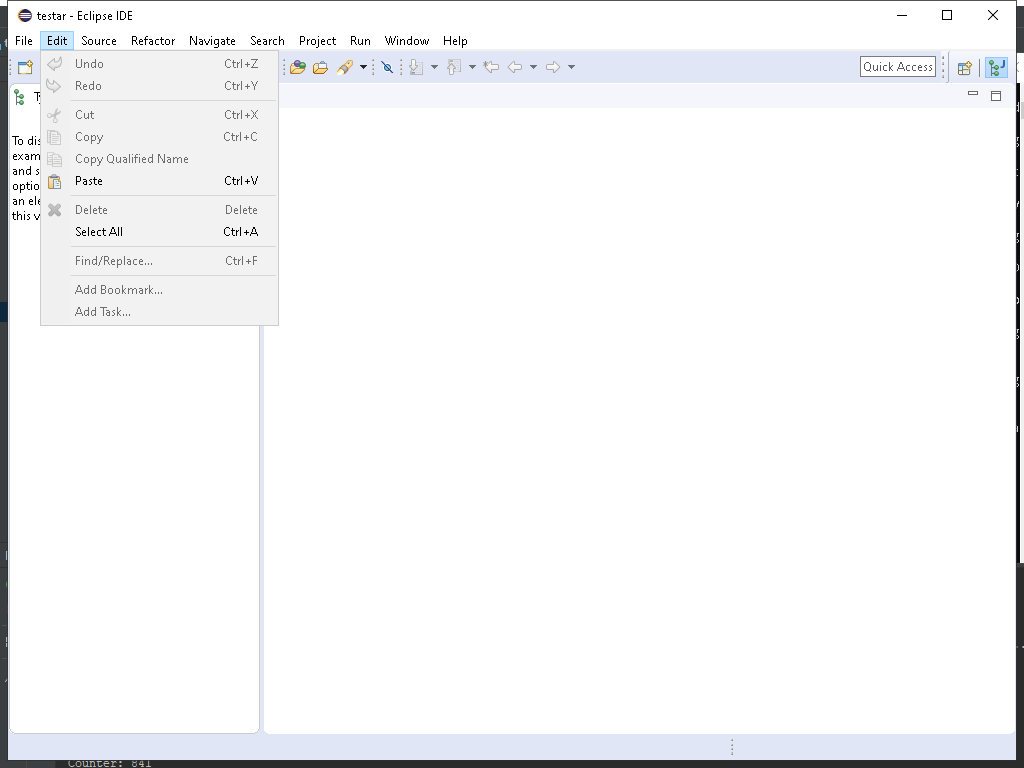 testar - Eclipse IDE
File Edit Source Refactor Navigate Search Project Run Window Help
Quick Access
Undo Ctrl+Z
Redo Ctrl+Y
Cut Ctrl+X
Copy Ctrl+C
Copy Qualified Name
Paste Ctrl+V
Delete Delete
Select All Ctrl+A
Find/Replace... Ctrl+F
Add Bookmark...
Add Task...
To dis
exam
and s
optio
an ele
this v
Counter: 841